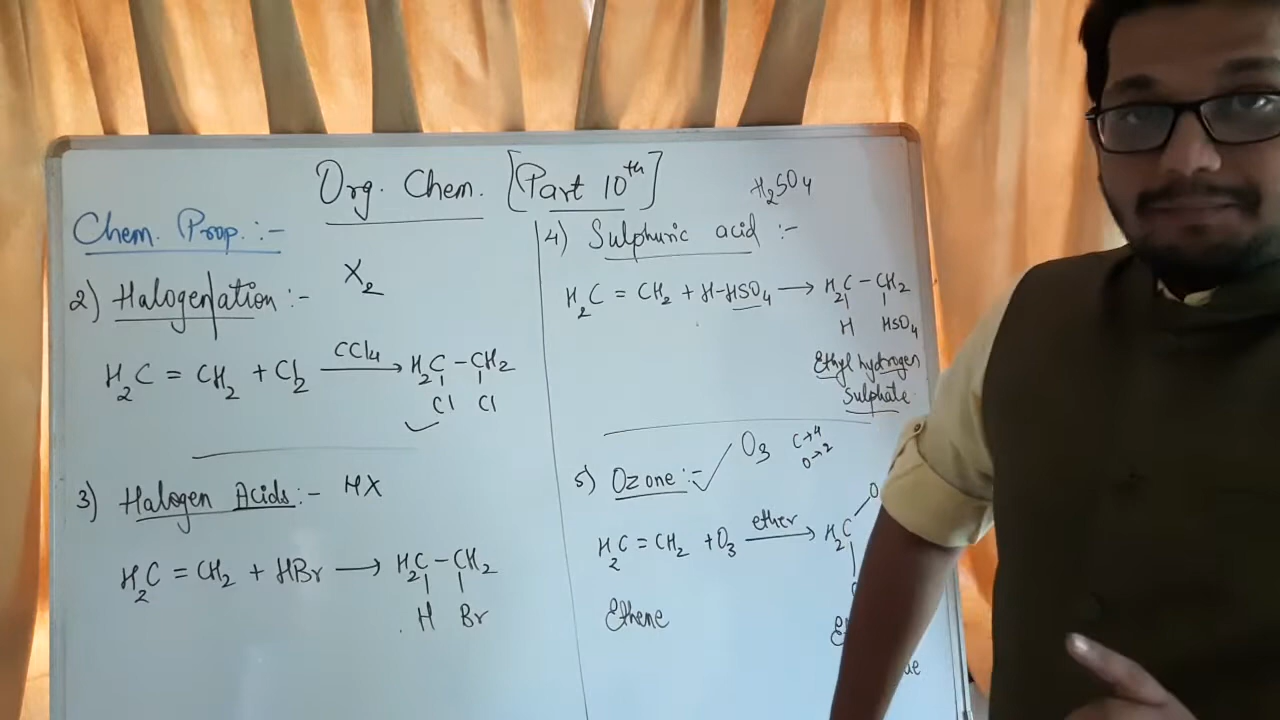 Org. Chem. [Part 10th]
Chem. Prop. :-
2) Halogenation :- X2
H2C = CH2 + Cl2 CCl4 → H2C - CH2
Cl Cl
3) Halogen Acids :- HX
H2C = CH2 + HBr → H2C - CH2
H Br
H2SO4
4) Sulphuric acid :-
H2C = CH2 + H-HSO4 → H2C - CH2
H HSO4
Ethyl hydrogen
Sulphate
5) Ozone :- O3 C→4
O→2
H2C = CH2 + O3 ether → H2C
O
Ethene